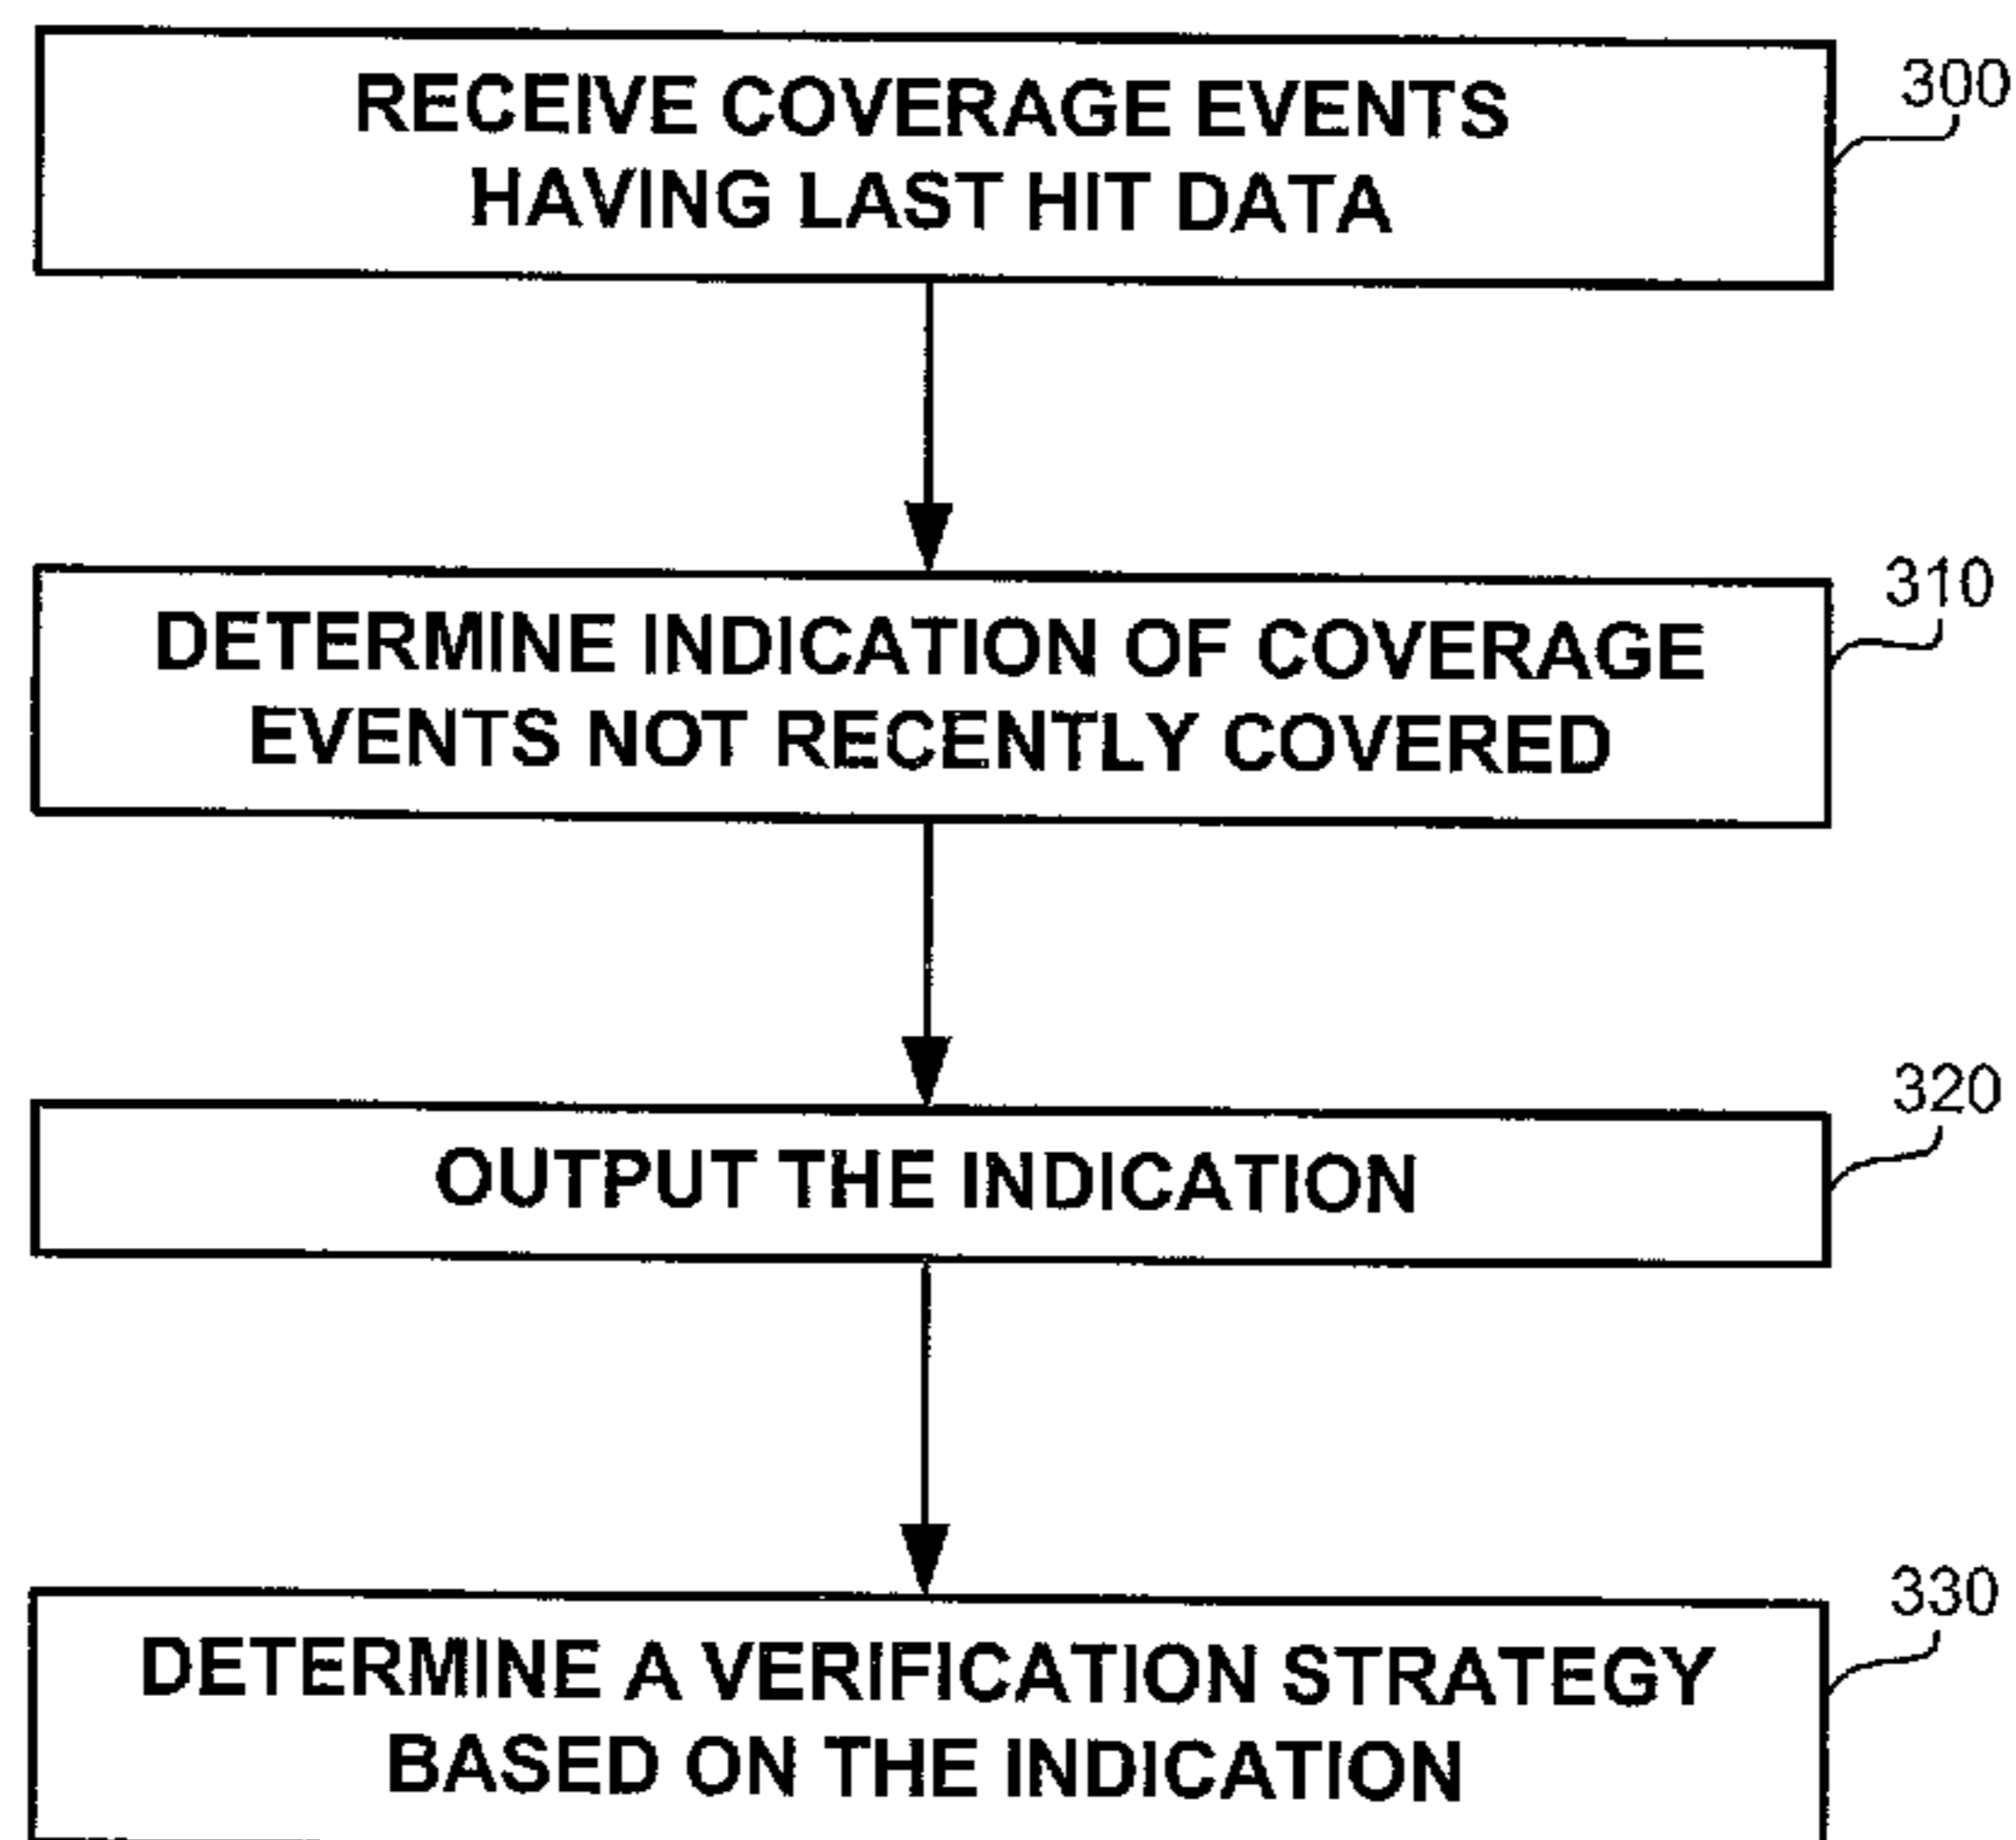 RECEIVE COVERAGE EVENTS
HAVING LAST HIT DATA
300
DETERMINE INDICATION OF COVERAGE
EVENTS NOT RECENTLY COVERED
310
OUTPUT THE INDICATION
320
DETERMINE A VERIFICATION STRATEGY
BASED ON THE INDICATION
330